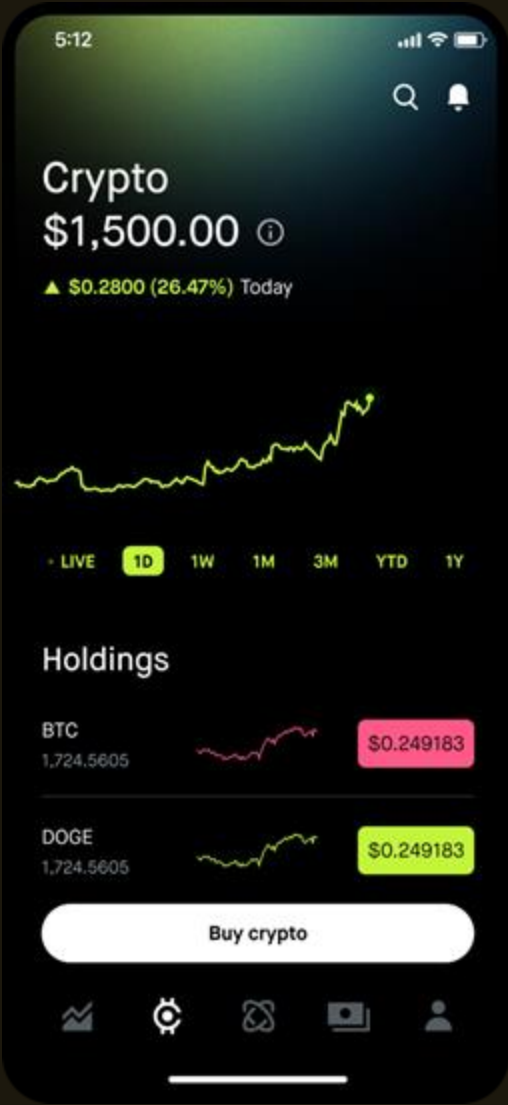 5:12
Crypto
$1,500.00
$0.2800 (26.47%) Today
LIVE 1D 1W 1M 3M YTD 1Y
Holdings
BTC
1,724.5605
$0.249183
DOGE
1,724.5605
$0.249183
Buy crypto